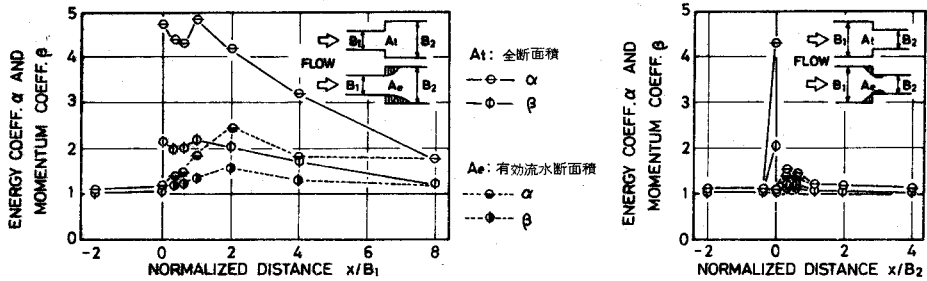 ENERGY COEFF. α AND
MOMENTUM COEFF. β
5
4
3
2
1
0
-2
0
2
4
6
8
NORMALIZED DISTANCE x/B1
B1
At
B2
FLOW
B1
Ae
B2
At: 全断面積
α
β
Ae: 有効流水断面積
α
β
ENERGY COEFF. α AND
MOMENTUM COEFF. β
5
4
3
2
1
0
-2
0
2
4
NORMALIZED DISTANCE x/B2
B1
At
B2
FLOW
B1
Ae
B2